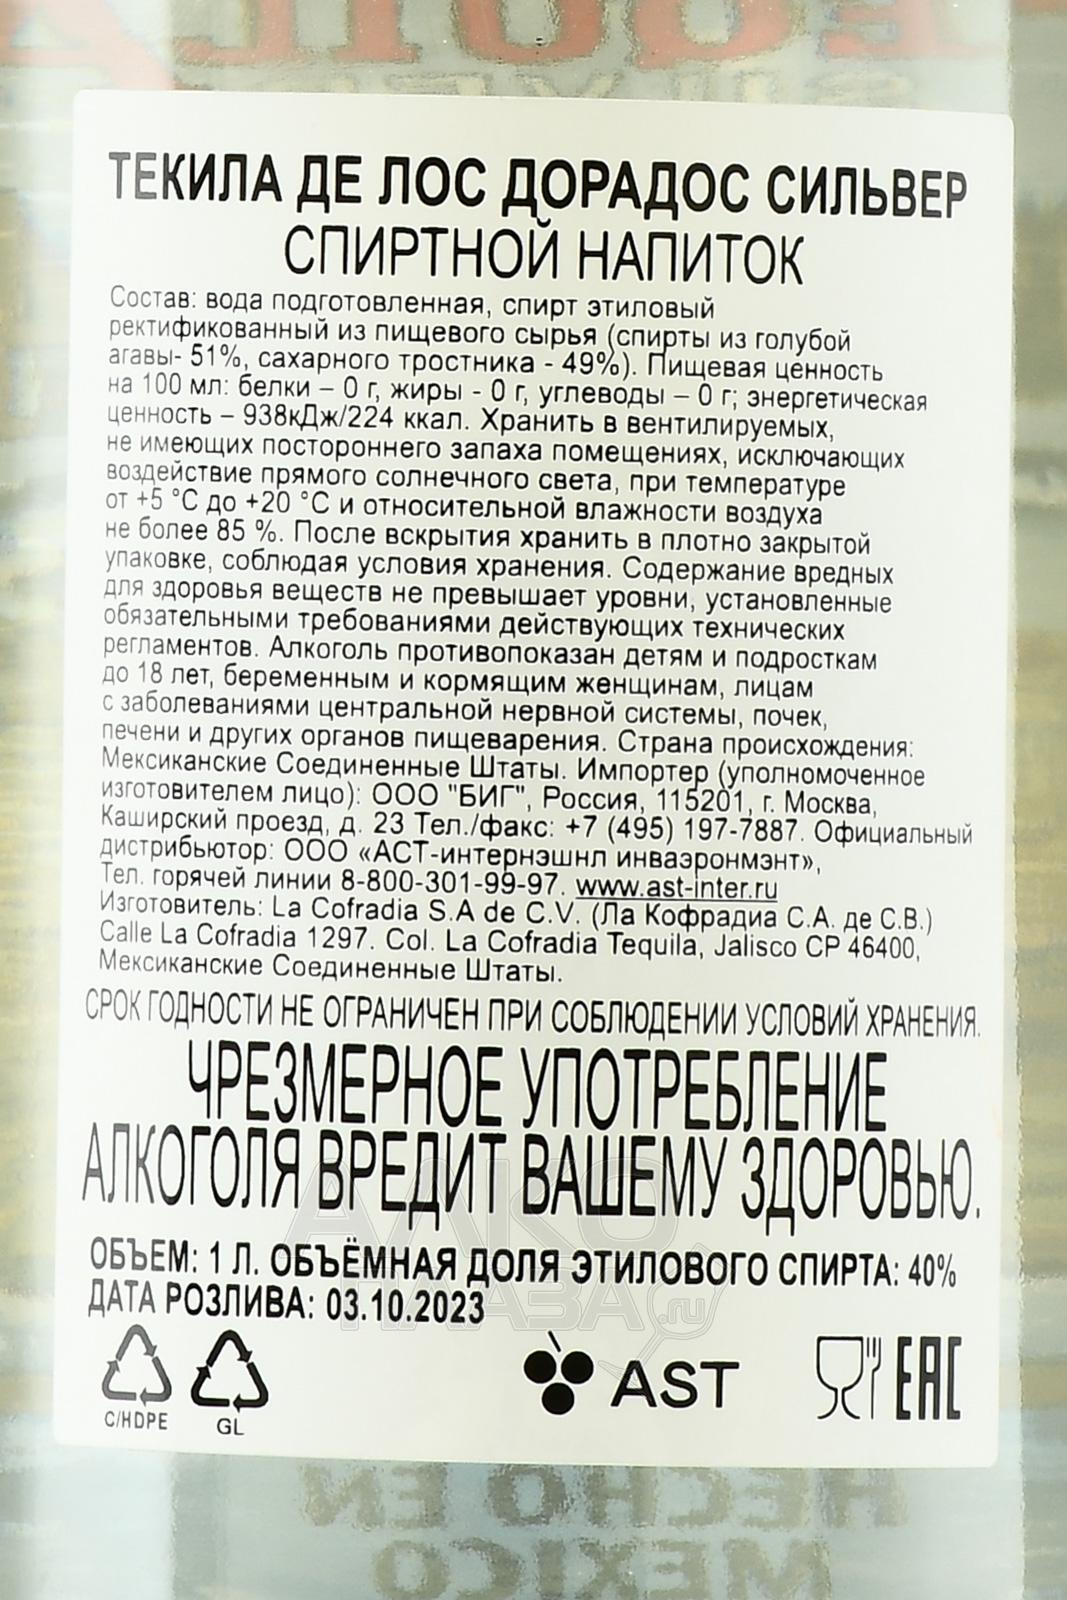 ТЕКИЛА ДЕ ЛОС ДОРАДОС СИЛЬВЕР
СПИРТНОЙ НАПИТОК
Состав: вода подготовленная, спирт этиловый
ректификованный из пищевого сырья (спирты из голубой
агавы- 51%, сахарного тростника - 49%). Пищевая ценность
на 100 мл: белки – 0 г, жиры - 0 г, углеводы – 0 г; энергетическая
ценность – 938кДж/224 ккал. Хранить в вентилируемых,
не имеющих постороннего запаха помещениях, исключающих
воздействие прямого солнечного света, при температуре
от +5 °С до +20 °С и относительной влажности воздуха
не более 85 %. После вскрытия хранить в плотно закрытой
упаковке, соблюдая условия хранения. Содержание вредных
для здоровья веществ не превышает уровни, установленные
обязательными требованиями действующих технических
регламентов. Алкоголь противопоказан детям и подросткам
до 18 лет, беременным и кормящим женщинам, лицам
с заболеваниями центральной нервной системы, почек,
печени и других органов пищеварения. Страна происхождения:
Мексиканские Соединенные Штаты. Импортер (уполномоченное
изготовителем лицо): ООО "БИГ", Россия, 115201, г. Москва,
Каширский проезд, д. 23 Тел./факс: +7 (495) 197-7887. Официальный
дистрибьютор: ООО «АСТ-интернэшнл инваэронмэнт»,
Тел. горячей линии 8-800-301-99-97. www.ast-inter.ru
Изготовитель: La Cofradia S.A de C.V. (Ла Кофрадиа С.А. де С.В.)
Calle La Cofradia 1297. Col. La Cofradia Tequila, Jalisco CP 46400,
Мексиканские Соединенные Штаты.
СРОК ГОДНОСТИ НЕ ОГРАНИЧЕН ПРИ СОБЛЮДЕНИИ УСЛОВИЙ ХРАНЕНИЯ.
ЧРЕЗМЕРНОЕ УПОТРЕБЛЕНИЕ
АЛКОГОЛЯ ВРЕДИТ ВАШЕМУ ЗДОРОВЬЮ.
ОБЪЕМ: 1 Л. ОБЪЁМНАЯ ДОЛЯ ЭТИЛОВОГО СПИРТА: 40%
ДАТА РОЗЛИВА: 03.10.2023
C/HDPE GL AST EAC
АЛКО
ПЛАЗА.ru
HECHO EN
MEXICO